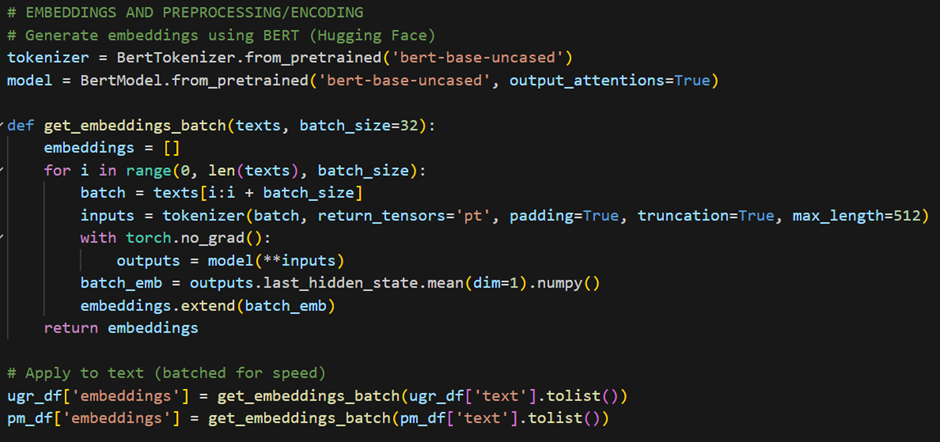 # EMBEDDINGS AND PREPROCESSING/ENCODING
# Generate embeddings using BERT (Hugging Face)
tokenizer = BertTokenizer.from_pretrained('bert-base-uncased')
model = BertModel.from_pretrained('bert-base-uncased', output_attentions=True)

def get_embeddings_batch(texts, batch_size=32):
    embeddings = []
    for i in range(0, len(texts), batch_size):
        batch = texts[i:i + batch_size]
        inputs = tokenizer(batch, return_tensors='pt', padding=True, truncation=True, max_length=512)
        with torch.no_grad():
            outputs = model(**inputs)
        batch_emb = outputs.last_hidden_state.mean(dim=1).numpy()
        embeddings.extend(batch_emb)
    return embeddings

# Apply to text (batched for speed)
ugr_df['embeddings'] = get_embeddings_batch(ugr_df['text'].tolist())
pm_df['embeddings'] = get_embeddings_batch(pm_df['text'].tolist())